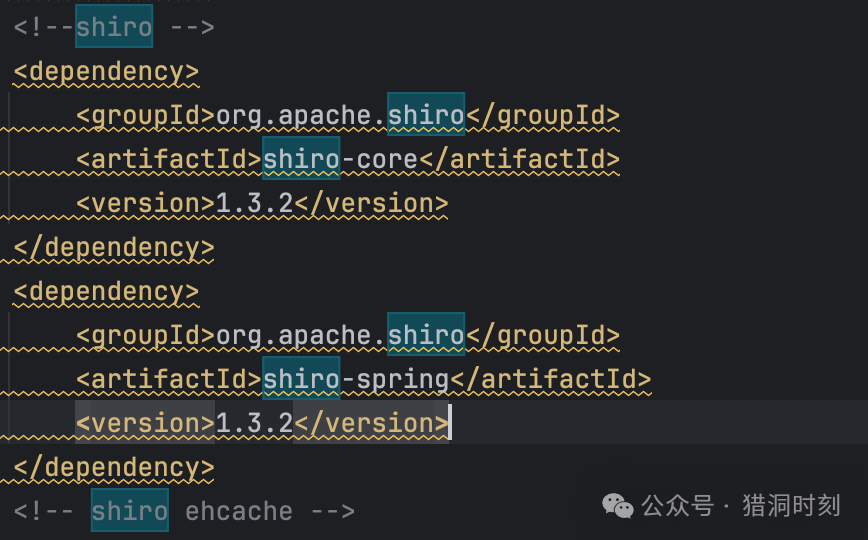 <!--shiro -->
<dependency>
    <groupId>org.apache.shiro</groupId>
    <artifactId>shiro-core</artifactId>
    <version>1.3.2</version>
</dependency>
<dependency>
    <groupId>org.apache.shiro</groupId>
    <artifactId>shiro-spring</artifactId>
    <version>1.3.2</version>
</dependency>
<!-- shiro ehcache -->
公众号 · 猎洞时刻